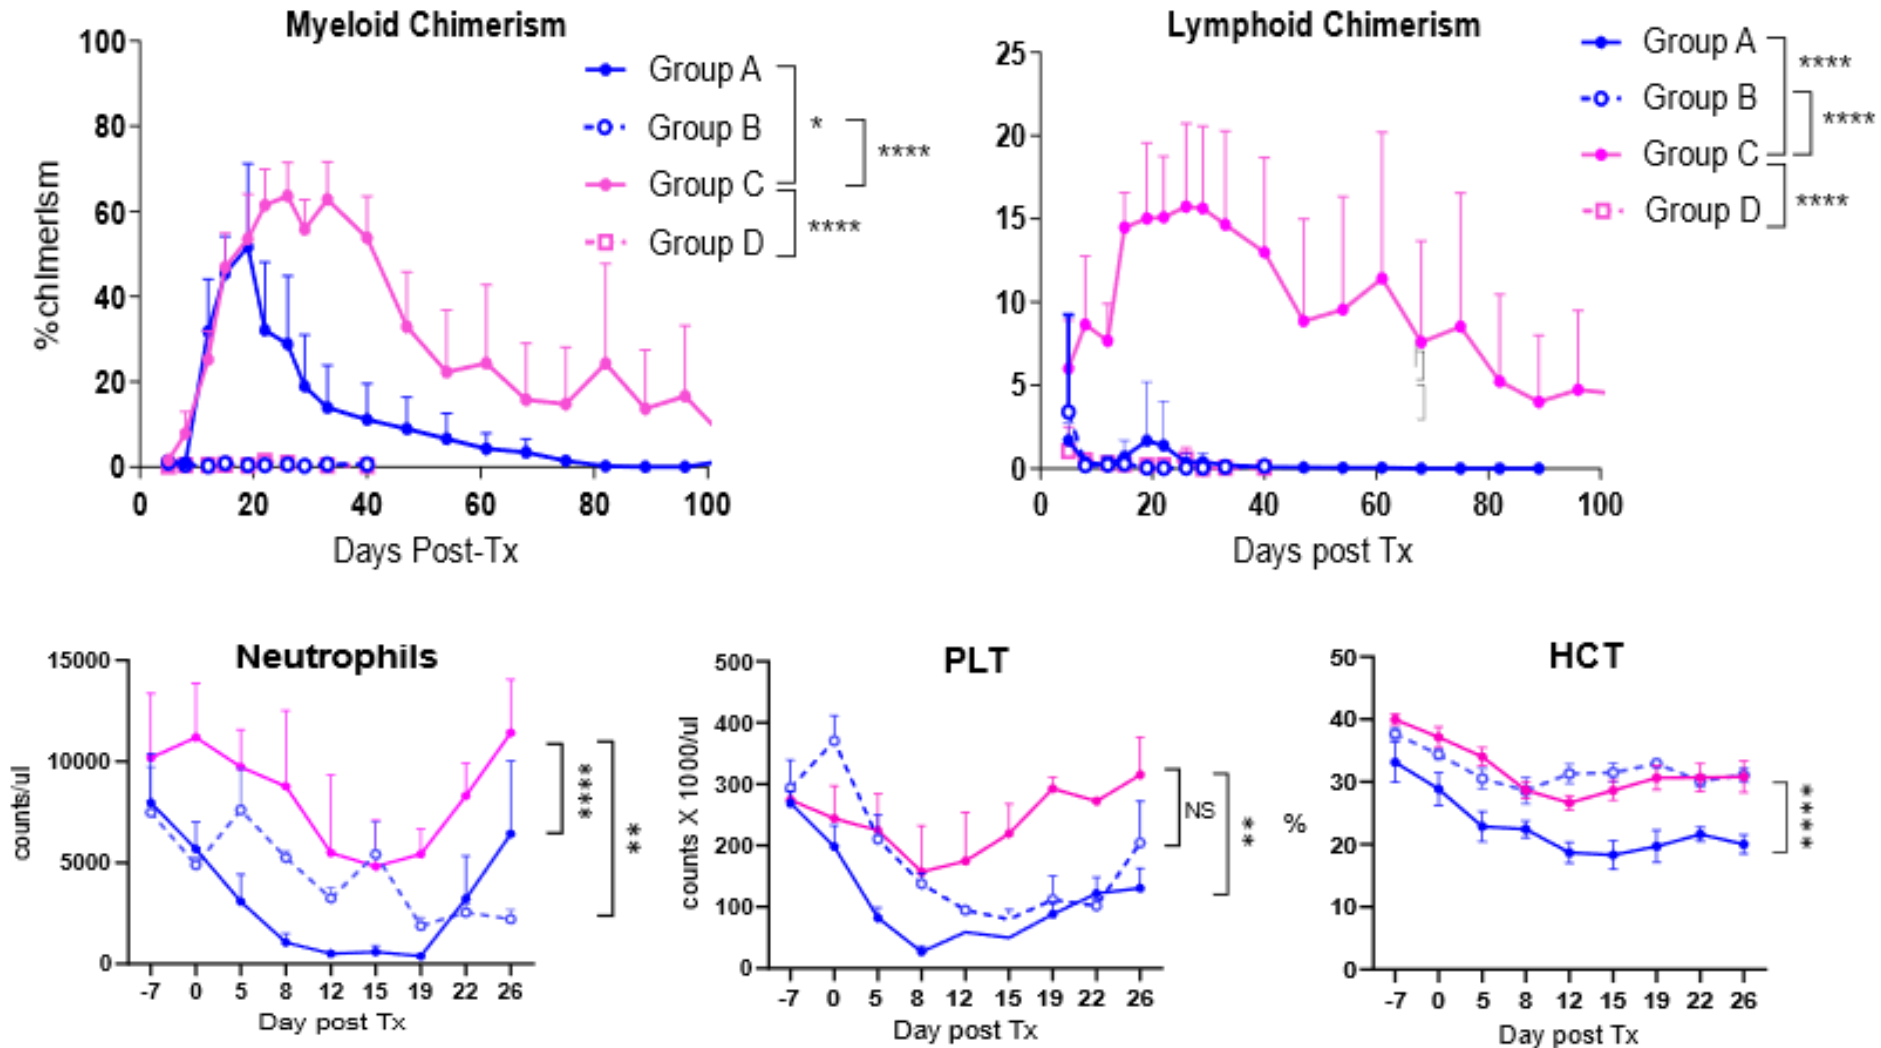 Myeloid Chimerism
%chimerism
100
80
60
40
20
0
0 20 40 60 80 100
Days Post-Tx
Group A
Group B
Group C
Group D
*
****
****
Lymphoid Chimerism
25
20
15
10
5
0
0 20 40 60 80 100
Days post Tx
Group A
Group B
Group C
Group D
****
****
****
Neutrophils
counts/ul
15000
10000
5000
0
-7 0 5 8 12 15 19 22 26
Day post Tx
****
**
PLT
counts X 1000/ul
500
400
300
200
100
0
-7 0 5 8 12 15 19 22 26
Day post Tx
NS
**
HCT
%
50
40
30
20
10
0
-7 0 5 8 12 15 19 22 26
Day post Tx
****